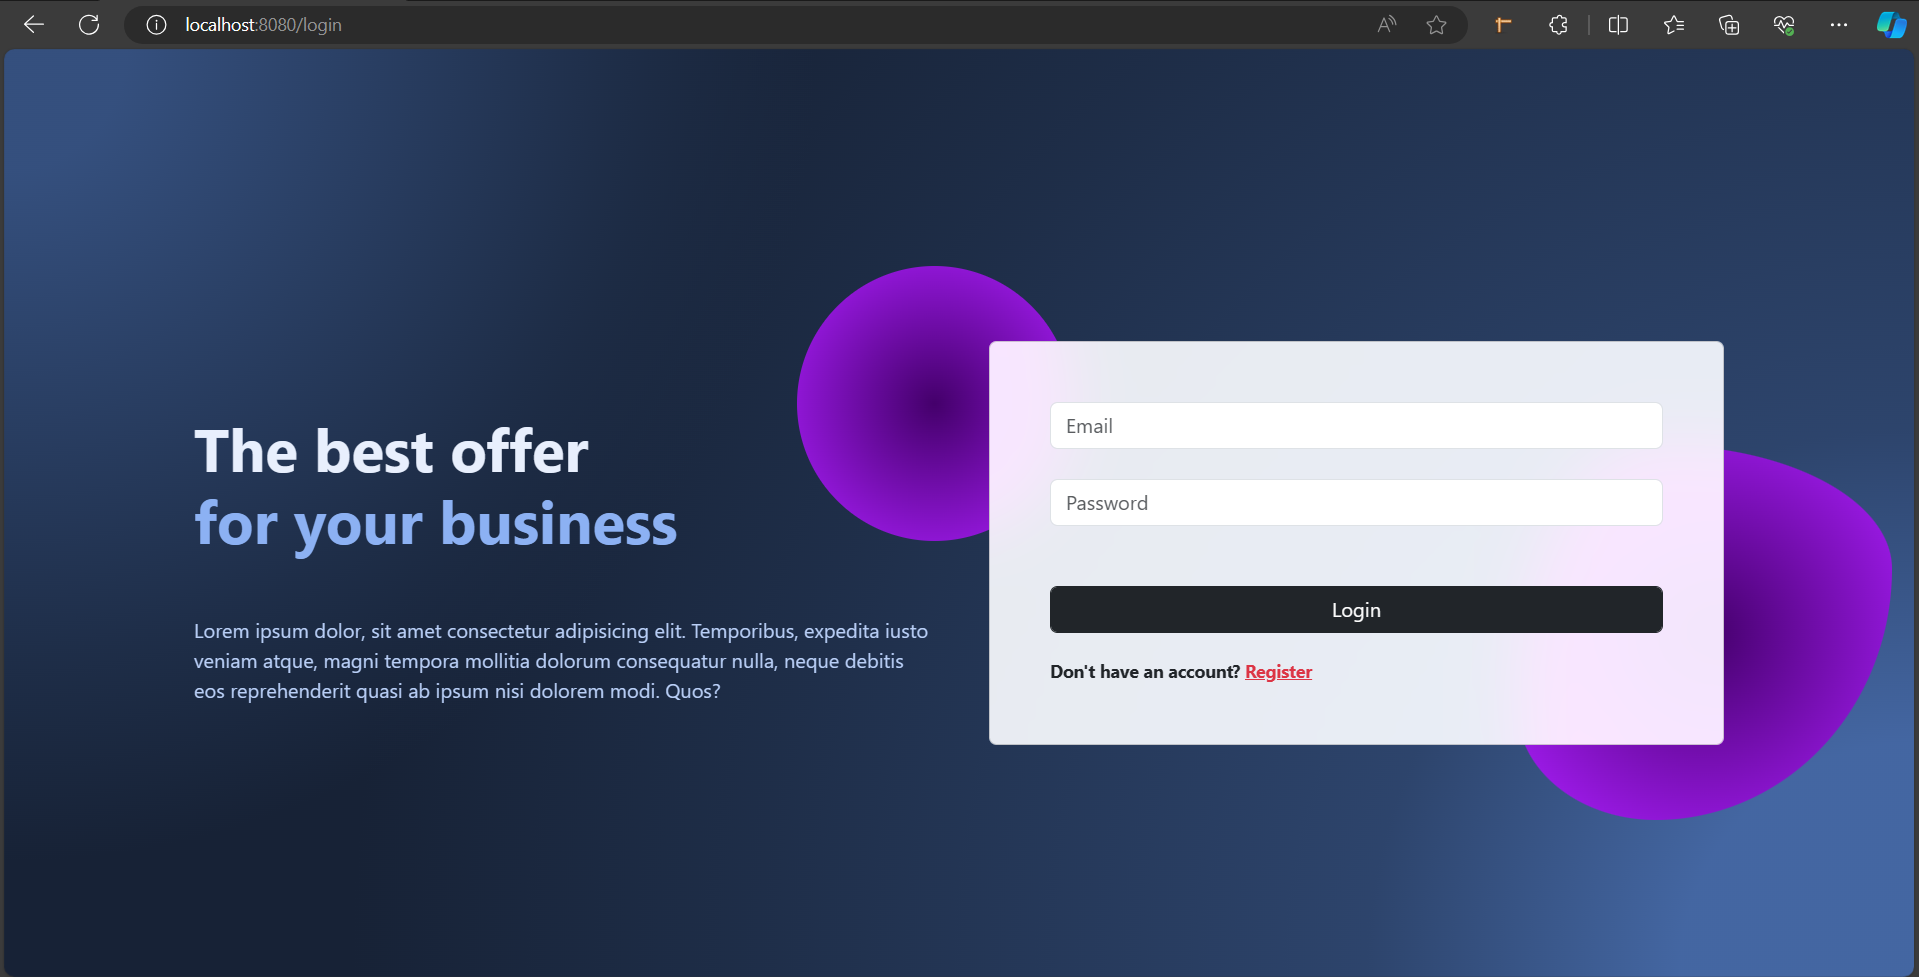 localhost:8080/login
The best offer
for your business
Lorem ipsum dolor, sit amet consectetur adipisicing elit. Temporibus, expedita iusto
veniam atque, magni tempora mollitia dolorum consequatur nulla, neque debitis
eos reprehenderit quasi ab ipsum nisi dolorem modi. Quos?
Email
Password
Login
Don't have an account? Register